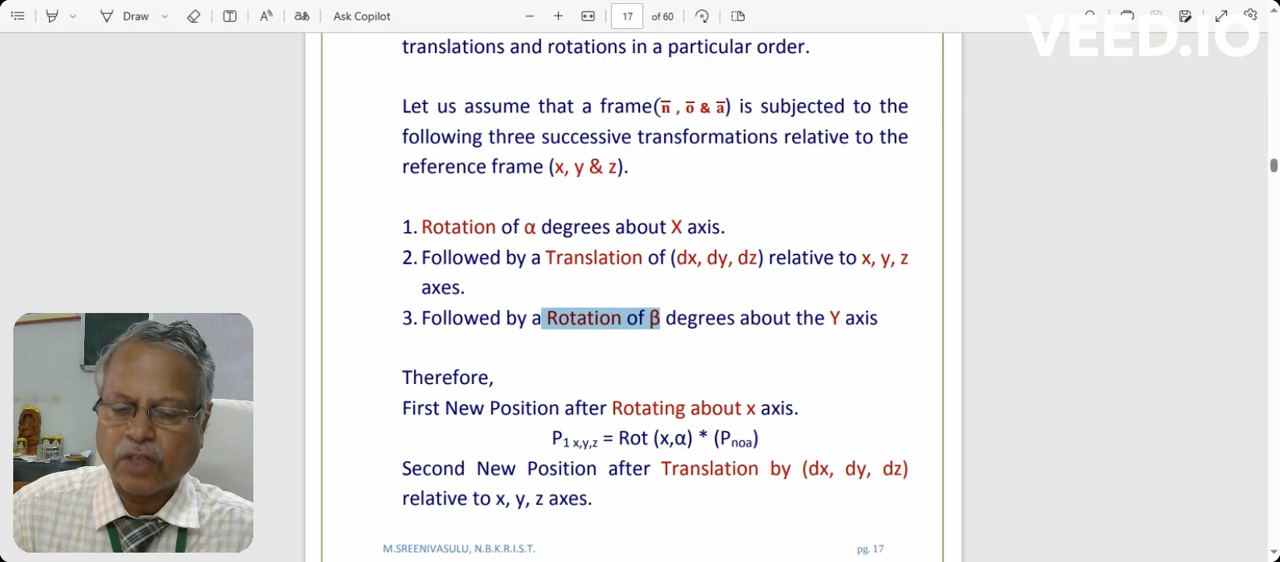 Draw
Ask Copilot
17 of 60
VEED.IO
translations and rotations in a particular order.
Let us assume that a frame(n̅ , o̅ & a̅) is subjected to the
following three successive transformations relative to the
reference frame (x, y & z).
1. Rotation of α degrees about X axis.
2. Followed by a Translation of (dx, dy, dz) relative to x, y, z
axes.
3. Followed by a Rotation of β degrees about the Y axis
Therefore,
First New Position after Rotating about x axis.
P₁ ₓ,y,z = Rot (x,α) * (Pnoa)
Second New Position after Translation by (dx, dy, dz)
relative to x, y, z axes.
M.SREENIVASULU, N.B.K.R.I.S.T.
pg. 17